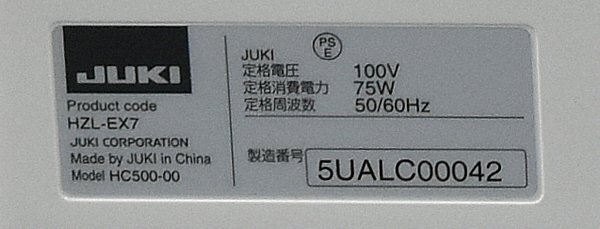 JUKI
Product code
HZL-EX7
JUKI CORPORATION
Made by JUKI in China
Model HC500-00
JUKI
PS
E
定格電圧 100V
定格消費電力 75W
定格周波数 50/60Hz
製造番号 5UALC00042